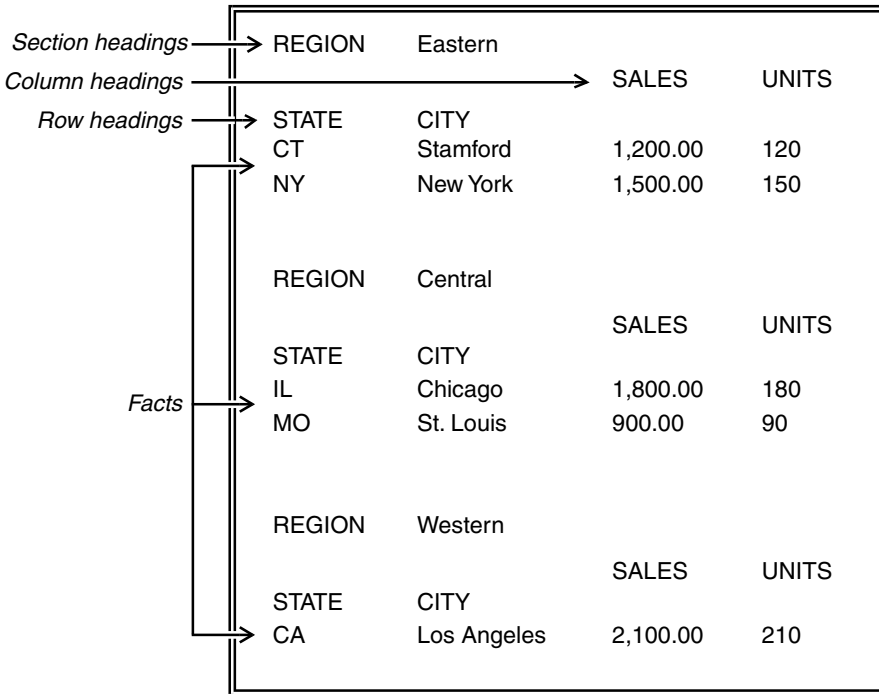 Section headings REGION Eastern
Column headings SALES UNITS
Row headings STATE CITY
CT Stamford 1,200.00 120
NY New York 1,500.00 150
REGION Central
SALES UNITS
STATE CITY
IL Chicago 1,800.00 180
Facts
MO St. Louis 900.00 90
REGION Western
SALES UNITS
STATE CITY
CA Los Angeles 2,100.00 210